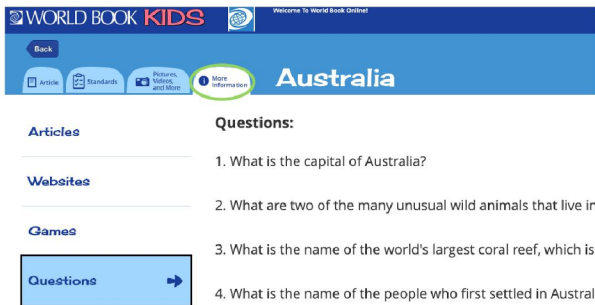 WORLD BOOK KIDS
Welcome To World Book Online!
Back
Article
Standards
Pictures, Videos, and More
More Information
Australia
Articles
Websites
Games
Questions
Questions:
1. What is the capital of Australia?
2. What are two of the many unusual wild animals that live in
3. What is the name of the world's largest coral reef, which is
4. What is the name of the people who first settled in Austral